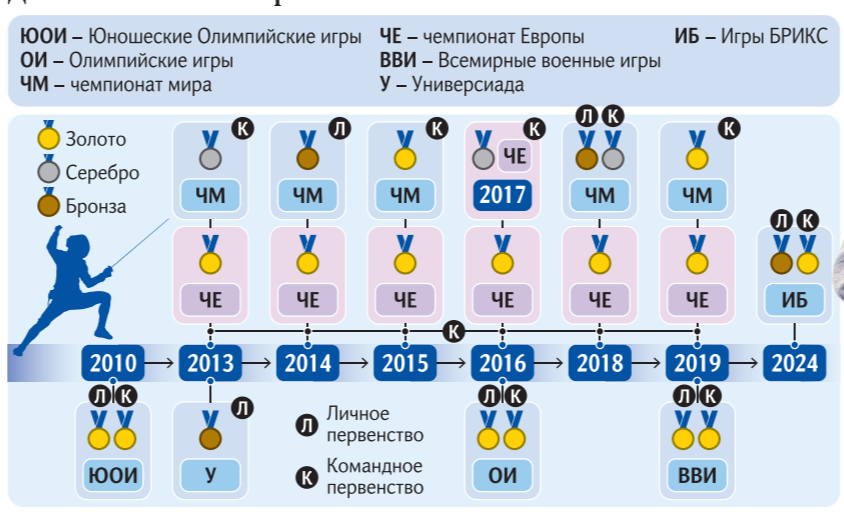 ЮОИ – Юношеские Олимпийские игры
ОИ – Олимпийские игры
ЧМ – чемпионат мира
ЧЕ – чемпионат Европы
ВВИ – Всемирные военные игры
У – Универсиада
ИБ – Игры БРИКС
Золото
Серебро
Бронза
К
ЧМ
Л
ЧМ
К
ЧМ
К
ЧЕ
2017
Л К
ЧМ
К
ЧМ
ЧЕ
ЧЕ
ЧЕ
ЧЕ
ЧЕ
ЧЕ
Л К
ИБ
К
2010
2013
2014
2015
2016
2018
2019
2024
Л К
ЮОИ
Л
У
Л Личное
первенство
К Командное
первенство
Л К
ОИ
Л К
ВВИ